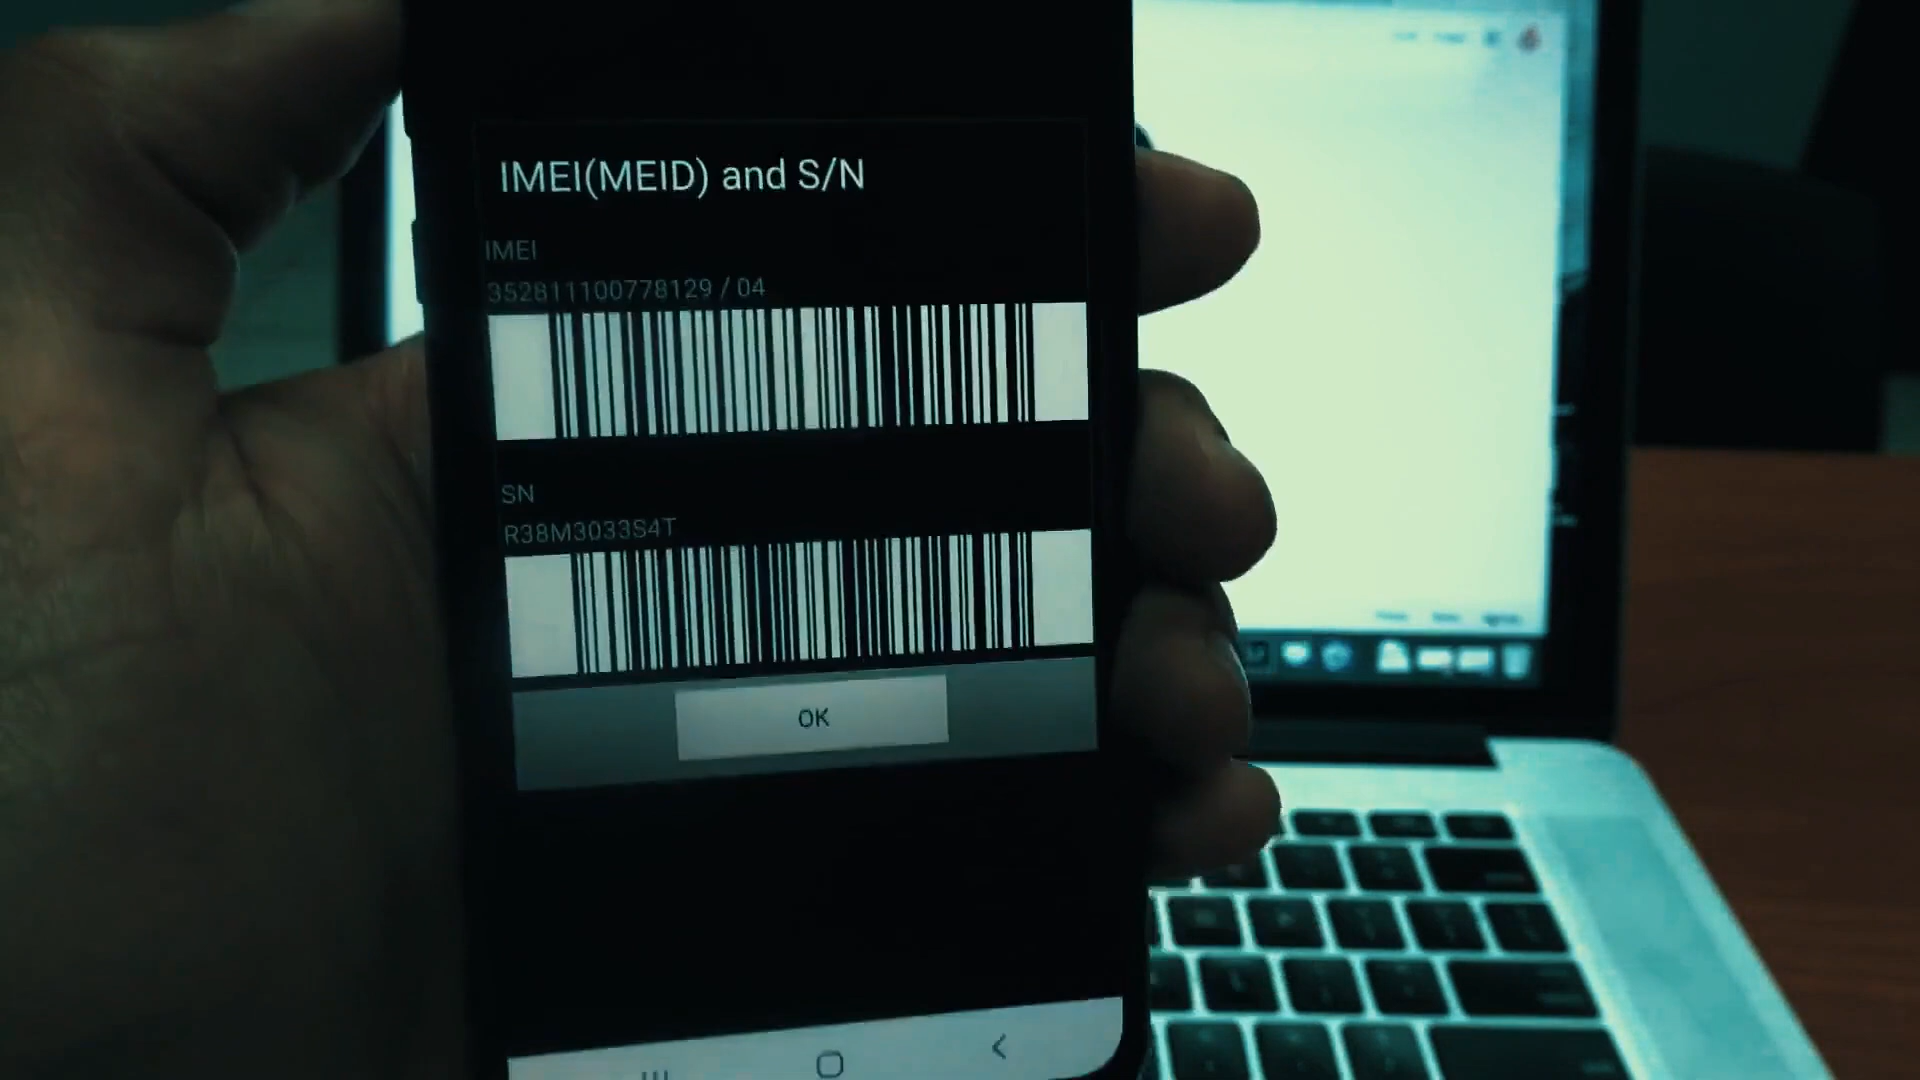 IMEI(MEID) and S/N
IMEI
352811100778129 / 04
SN
R38M3033S4T
OK